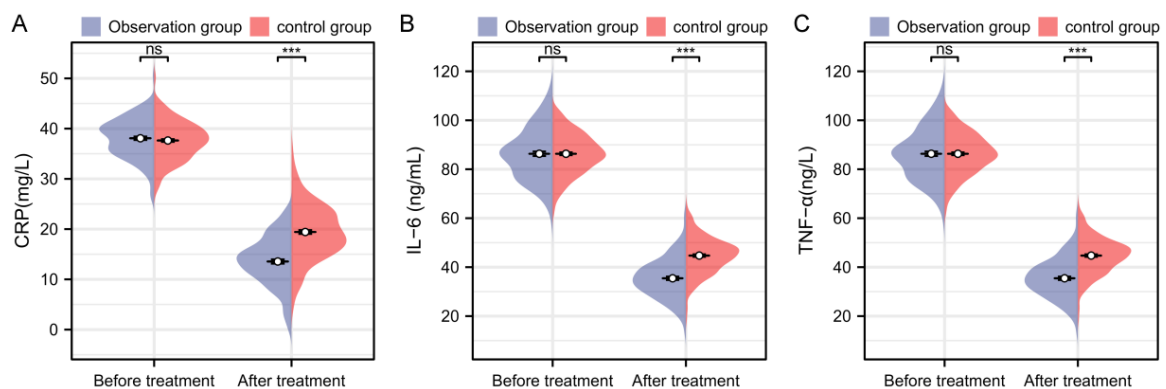 A
Observation group control group
CRP(mg/L)
50
40
30
20
10
0
ns
***
Before treatment After treatment
B
Observation group control group
IL−6 (ng/mL)
120
100
80
60
40
20
ns
***
Before treatment After treatment
C
Observation group control group
TNF−α(ng/L)
120
100
80
60
40
20
ns
***
Before treatment After treatment